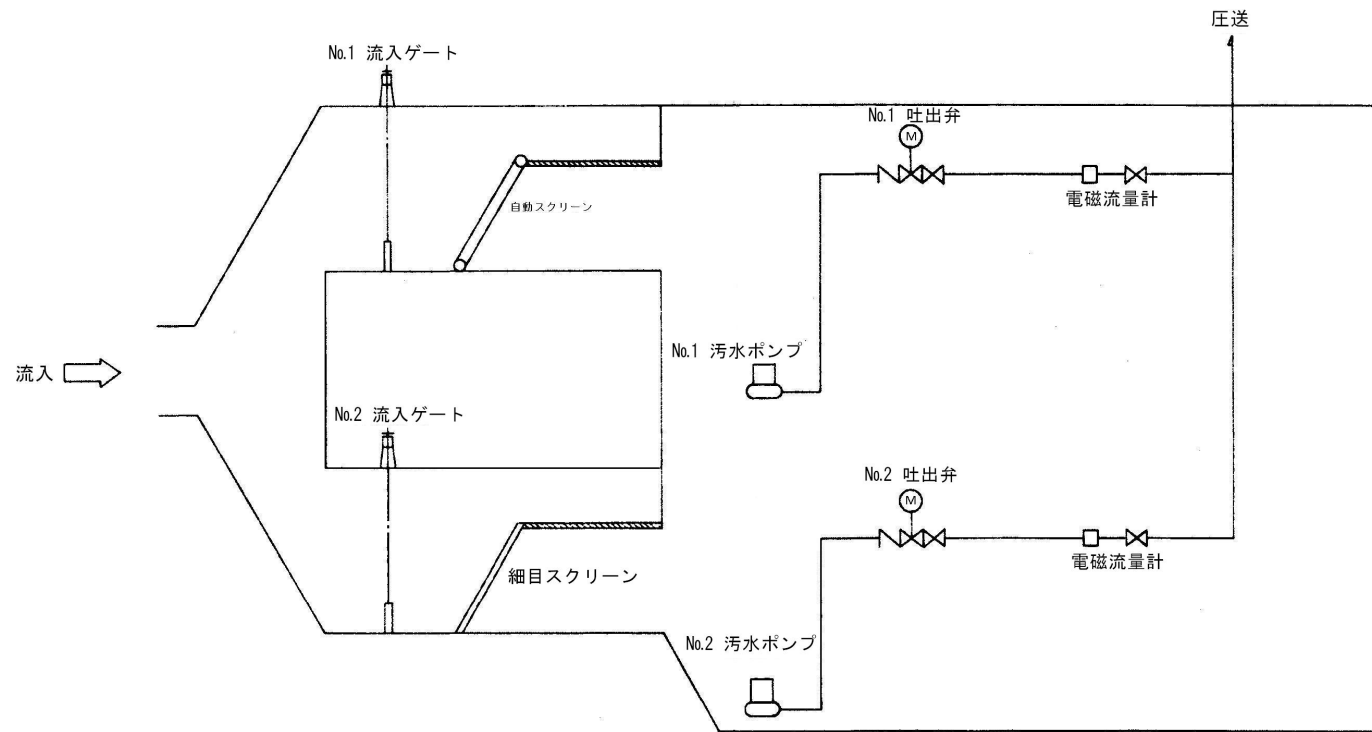 圧送
No.1 流入ゲート
No.1 吐出弁
M
電磁流量計
自動スクリーン
No.1 汚水ポンプ
流入
No.2 流入ゲート
No.2 吐出弁
M
電磁流量計
細目スクリーン
No.2 汚水ポンプ